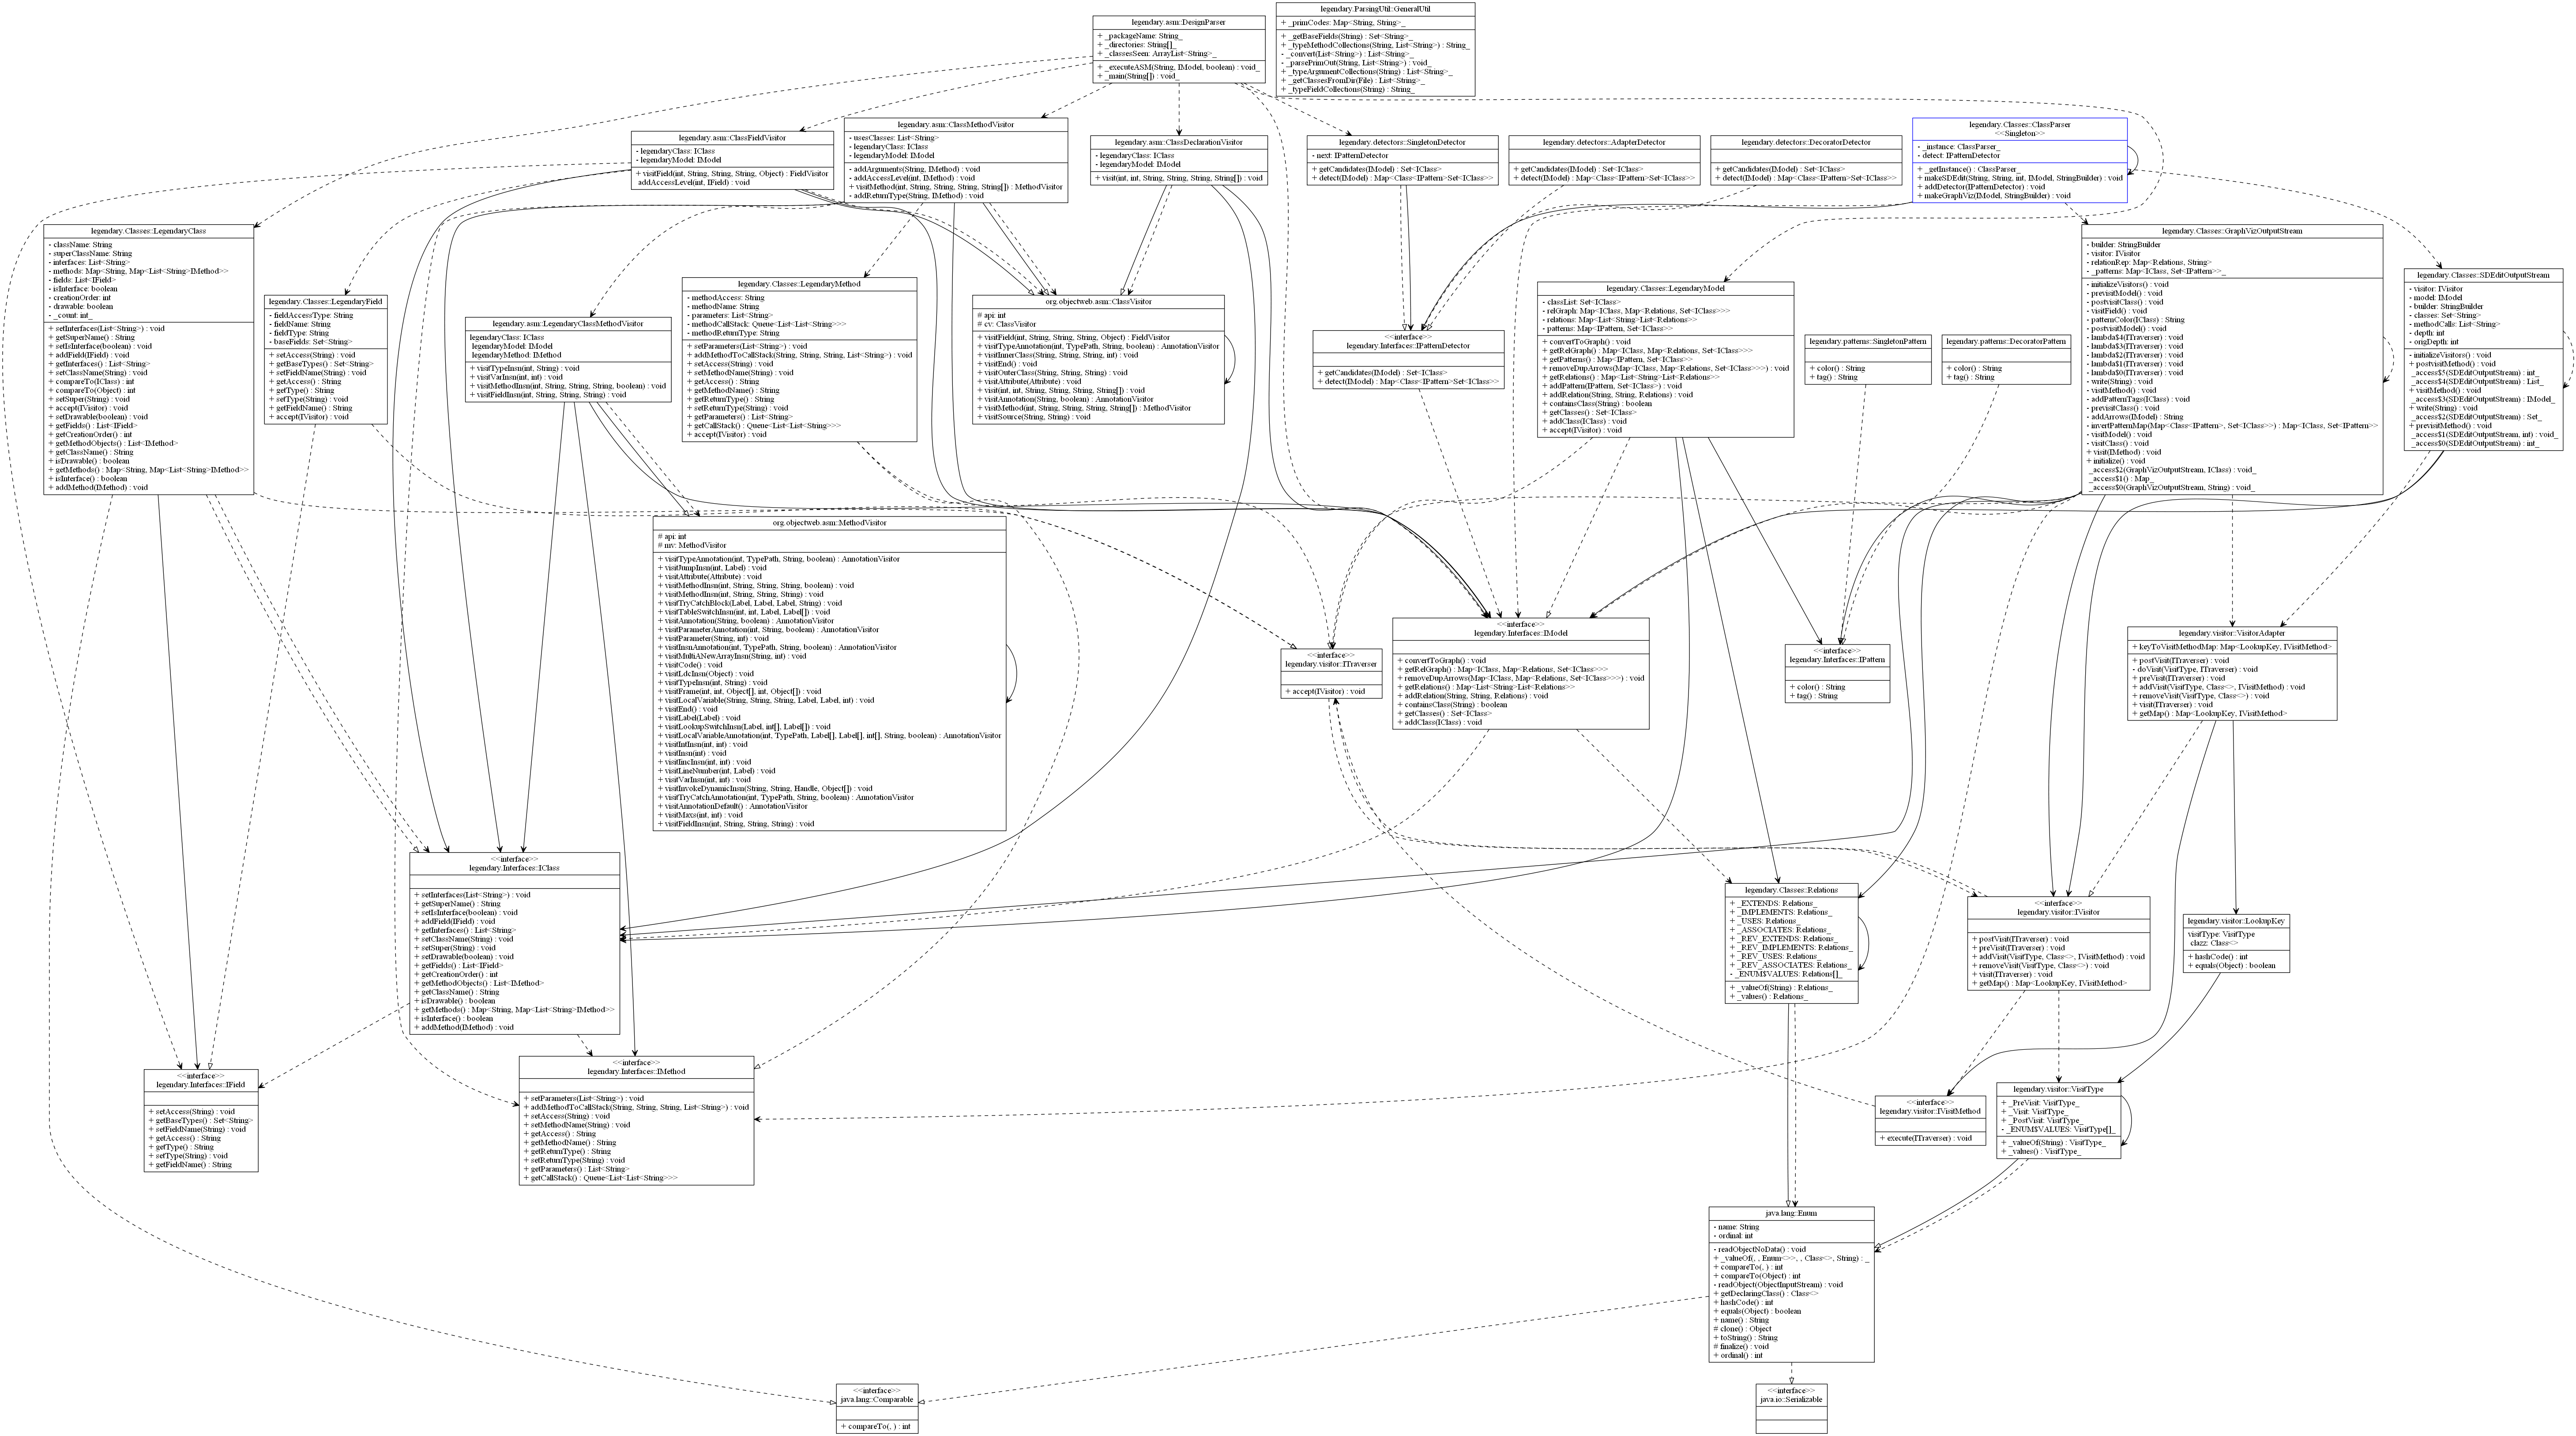 legendary.asm::DesignParser
+ _packageName: String_
+ _directories: String[]_
+ _classesSeen: ArrayList<String>_
+ _executeASM(String, IModel, boolean) : void_
+ _main(String[]) : void_
legendary.ParsingUtil::GeneralUtil
+ _primCodes: Map<String, String>_
+ _getBaseFields(String) : Set<String>_
+ _typeMethodCollections(String, List<String>) : String_
- _convert(List<String>) : List<String>_
- _parsePrimOut(String, List<String>) : void_
+ _typeArgumentCollections(String) : List<String>_
+ _getClassesFromDir(File) : List<String>_
+ _typeFieldCollections(String) : String_
legendary.asm::ClassFieldVisitor
- legendaryClass: IClass
- legendaryModel: IModel
+ visitField(int, String, String, String, Object) : FieldVisitor
addAccessLevel(int, IField) : void
legendary.asm::ClassMethodVisitor
- usesClasses: List<String>
- legendaryClass: IClass
- legendaryModel: IModel
- addArguments(String, IMethod) : void
- addAccessLevel(int, IMethod) : void
+ visitMethod(int, String, String, String, String[]) : MethodVisitor
- addReturnType(String, IMethod) : void
legendary.asm::ClassDeclarationVisitor
- legendaryClass: IClass
- legendaryModel: IModel
+ visit(int, int, String, String, String, String[]) : void
legendary.detectors::SingletonDetector
- next: IPatternDetector
+ getCandidates(IModel) : Set<IClass>
+ detect(IModel) : Map<Class<IPattern>Set<IClass>>
legendary.detectors::AdapterDetector
+ getCandidates(IModel) : Set<IClass>
+ detect(IModel) : Map<Class<IPattern>Set<IClass>>
legendary.detectors::DecoratorDetector
+ getCandidates(IModel) : Set<IClass>
+ detect(IModel) : Map<Class<IPattern>Set<IClass>>
legendary.Classes::ClassParser
<<Singleton>>
- _instance: ClassParser_
- detect: IPatternDetector
+ _getInstance() : ClassParser_
+ makeSDEdit(String, String, int, IModel, StringBuilder) : void
+ addDetector(IPatternDetector) : void
+ makeGraphViz(IModel, StringBuilder) : void
legendary.Classes::LegendaryClass
- className: String
- superClassName: String
- interfaces: List<String>
- methods: Map<String, Map<List<String>IMethod>>
- fields: List<IField>
- isInterface: boolean
- creationOrder: int
- drawable: boolean
- _count: int_
+ setInterfaces(List<String>) : void
+ getSuperName() : String
+ setIsInterface(boolean) : void
+ addField(IField) : void
+ getInterfaces() : List<String>
+ setClassName(String) : void
+ compareTo(IClass) : int
+ compareTo(Object) : int
+ setSuper(String) : void
+ accept(IVisitor) : void
+ setDrawable(boolean) : void
+ getFields() : List<IField>
+ getCreationOrder() : int
+ getMethodObjects() : List<IMethod>
+ getClassName() : String
+ isDrawable() : boolean
+ getMethods() : Map<String, Map<List<String>IMethod>>
+ isInterface() : boolean
+ addMethod(IMethod) : void
legendary.Classes::LegendaryField
- fieldAccessType: String
- fieldName: String
- fieldType: String
- baseFields: Set<String>
+ setAccess(String) : void
+ getBaseTypes() : Set<String>
+ setFieldName(String) : void
+ getAccess() : String
+ getType() : String
+ setType(String) : void
+ getFieldName() : String
+ accept(IVisitor) : void
legendary.asm::LegendaryClassMethodVisitor
legendaryClass: IClass
legendaryModel: IModel
legendaryMethod: IMethod
+ visitTypeInsn(int, String) : void
+ visitVarInsn(int, int) : void
+ visitMethodInsn(int, String, String, String, boolean) : void
+ visitFieldInsn(int, String, String, String) : void
legendary.Classes::LegendaryMethod
- methodAccess: String
- methodName: String
- parameters: List<String>
- methodCallStack: Queue<List<List<String>>>
- methodReturnType: String
+ setParameters(List<String>) : void
+ addMethodToCallStack(String, String, String, List<String>) : void
+ setAccess(String) : void
+ setMethodName(String) : void
+ getAccess() : String
+ getMethodName() : String
+ getReturnType() : String
+ setReturnType(String) : void
+ getParameters() : List<String>
+ getCallStack() : Queue<List<List<String>>>
+ accept(IVisitor) : void
org.objectweb.asm::ClassVisitor
# api: int
# cv: ClassVisitor
+ visitField(int, String, String, String, Object) : FieldVisitor
+ visitTypeAnnotation(int, TypePath, String, boolean) : AnnotationVisitor
+ visitInnerClass(String, String, String, int) : void
+ visitEnd() : void
+ visitOuterClass(String, String, String) : void
+ visitAttribute(Attribute) : void
+ visit(int, int, String, String, String, String[]) : void
+ visitAnnotation(String, boolean) : AnnotationVisitor
+ visitMethod(int, String, String, String, String[]) : MethodVisitor
+ visitSource(String, String) : void
<<interface>>
legendary.Interfaces::IPatternDetector
+ getCandidates(IModel) : Set<IClass>
+ detect(IModel) : Map<Class<IPattern>Set<IClass>>
legendary.Classes::LegendaryModel
- classList: Set<IClass>
- relGraph: Map<IClass, Map<Relations, Set<IClass>>>
- relations: Map<List<String>List<Relations>>
- patterns: Map<IPattern, Set<IClass>>
+ convertToGraph() : void
+ getRelGraph() : Map<IClass, Map<Relations, Set<IClass>>>
+ getPatterns() : Map<IPattern, Set<IClass>>
+ removeDupArrows(Map<IClass, Map<Relations, Set<IClass>>>) : void
+ getRelations() : Map<List<String>List<Relations>>
+ addPattern(IPattern, Set<IClass>) : void
+ addRelation(String, String, Relations) : void
+ containsClass(String) : boolean
+ getClasses() : Set<IClass>
+ addClass(IClass) : void
+ accept(IVisitor) : void
legendary.patterns::SingletonPattern
+ color() : String
+ tag() : String
legendary.patterns::DecoratorPattern
+ color() : String
+ tag() : String
legendary.Classes::GraphVizOutputStream
- builder: StringBuilder
- visitor: IVisitor
- relationRep: Map<Relations, String>
- _patterns: Map<IClass, Set<IPattern>>_
- initializeVisitors() : void
- previsitModel() : void
- postvisitClass() : void
- visitField() : void
- patternColor(IClass) : String
- postvisitModel() : void
- lambda$4(ITraverser) : void
- lambda$3(ITraverser) : void
- lambda$2(ITraverser) : void
- lambda$1(ITraverser) : void
- lambda$0(ITraverser) : void
- write(String) : void
- visitMethod() : void
- addPatternTags(IClass) : void
- previsitClass() : void
- addArrows(IModel) : String
- invertPatternMap(Map<Class<IPattern>, Set<IClass>>) : Map<IClass, Set<IPattern>>
- visitModel() : void
- visitClass() : void
+ visit(IMethod) : void
+ initialize() : void
_access$2(GraphVizOutputStream, IClass) : void_
_access$1() : Map_
_access$0(GraphVizOutputStream, String) : void_
legendary.Classes::SDEditOutputStream
- visitor: IVisitor
- model: IModel
- builder: StringBuilder
- classes: Set<String>
- methodCalls: List<String>
- depth: int
- origDepth: int
- initializeVisitors() : void
+ postvisitMethod() : void
_access$5(SDEditOutputStream) : int_
_access$4(SDEditOutputStream) : List_
+ visitMethod() : void
_access$3(SDEditOutputStream) : IModel_
+ write(String) : void
_access$2(SDEditOutputStream) : Set_
+ previsitMethod() : void
_access$1(SDEditOutputStream, int) : void_
_access$0(SDEditOutputStream) : int_
org.objectweb.asm::MethodVisitor
# api: int
# mv: MethodVisitor
+ visitTypeAnnotation(int, TypePath, String, boolean) : AnnotationVisitor
+ visitJumpInsn(int, Label) : void
+ visitAttribute(Attribute) : void
+ visitMethodInsn(int, String, String, String, boolean) : void
+ visitMethodInsn(int, String, String, String) : void
+ visitTryCatchBlock(Label, Label, Label, String) : void
+ visitTableSwitchInsn(int, int, Label, Label[]) : void
+ visitAnnotation(String, boolean) : AnnotationVisitor
+ visitParameterAnnotation(int, String, boolean) : AnnotationVisitor
+ visitParameter(String, int) : void
+ visitInsnAnnotation(int, TypePath, String, boolean) : AnnotationVisitor
+ visitMultiANewArrayInsn(String, int) : void
+ visitCode() : void
+ visitLdcInsn(Object) : void
+ visitTypeInsn(int, String) : void
+ visitFrame(int, int, Object[], int, Object[]) : void
+ visitLocalVariable(String, String, String, Label, Label, int) : void
+ visitEnd() : void
+ visitLabel(Label) : void
+ visitLookupSwitchInsn(Label, int[], Label[]) : void
+ visitLocalVariableAnnotation(int, TypePath, Label[], Label[], int[], String, boolean) : AnnotationVisitor
+ visitIntInsn(int, int) : void
+ visitInsn(int) : void
+ visitIincInsn(int, int) : void
+ visitLineNumber(int, Label) : void
+ visitVarInsn(int, int) : void
+ visitInvokeDynamicInsn(String, String, Handle, Object[]) : void
+ visitTryCatchAnnotation(int, TypePath, String, boolean) : AnnotationVisitor
+ visitAnnotationDefault() : AnnotationVisitor
+ visitMaxs(int, int) : void
+ visitFieldInsn(int, String, String, String) : void
<<interface>>
legendary.visitor::ITraverser
+ accept(IVisitor) : void
<<interface>>
legendary.Interfaces::IModel
+ convertToGraph() : void
+ getRelGraph() : Map<IClass, Map<Relations, Set<IClass>>>
+ removeDupArrows(Map<IClass, Map<Relations, Set<IClass>>>) : void
+ getRelations() : Map<List<String>List<Relations>>
+ addRelation(String, String, Relations) : void
+ containsClass(String) : boolean
+ getClasses() : Set<IClass>
+ addClass(IClass) : void
<<interface>>
legendary.Interfaces::IPattern
+ color() : String
+ tag() : String
legendary.visitor::VisitorAdapter
+ keyToVisitMethodMap: Map<LookupKey, IVisitMethod>
+ postVisit(ITraverser) : void
- doVisit(VisitType, ITraverser) : void
+ preVisit(ITraverser) : void
+ addVisit(VisitType, Class<>, IVisitMethod) : void
+ removeVisit(VisitType, Class<>) : void
+ visit(ITraverser) : void
+ getMap() : Map<LookupKey, IVisitMethod>
<<interface>>
legendary.Interfaces::IClass
+ setInterfaces(List<String>) : void
+ getSuperName() : String
+ setIsInterface(boolean) : void
+ addField(IField) : void
+ getInterfaces() : List<String>
+ setClassName(String) : void
+ setSuper(String) : void
+ setDrawable(boolean) : void
+ getFields() : List<IField>
+ getCreationOrder() : int
+ getMethodObjects() : List<IMethod>
+ getClassName() : String
+ isDrawable() : boolean
+ getMethods() : Map<String, Map<List<String>IMethod>>
+ isInterface() : boolean
+ addMethod(IMethod) : void
legendary.Classes::Relations
+ _EXTENDS: Relations_
+ _IMPLEMENTS: Relations_
+ _USES: Relations_
+ _ASSOCIATES: Relations_
+ _REV_EXTENDS: Relations_
+ _REV_IMPLEMENTS: Relations_
+ _REV_USES: Relations_
+ _REV_ASSOCIATES: Relations_
- _ENUM$VALUES: Relations[]_
+ _valueOf(String) : Relations_
+ _values() : Relations_
<<interface>>
legendary.visitor::IVisitor
+ postVisit(ITraverser) : void
+ preVisit(ITraverser) : void
+ addVisit(VisitType, Class<>, IVisitMethod) : void
+ removeVisit(VisitType, Class<>) : void
+ visit(ITraverser) : void
+ getMap() : Map<LookupKey, IVisitMethod>
legendary.visitor::LookupKey
visitType: VisitType
clazz: Class<>
+ hashCode() : int
+ equals(Object) : boolean
<<interface>>
legendary.Interfaces::IField
+ setAccess(String) : void
+ getBaseTypes() : Set<String>
+ setFieldName(String) : void
+ getAccess() : String
+ getType() : String
+ setType(String) : void
+ getFieldName() : String
<<interface>>
legendary.Interfaces::IMethod
+ setParameters(List<String>) : void
+ addMethodToCallStack(String, String, String, List<String>) : void
+ setAccess(String) : void
+ setMethodName(String) : void
+ getAccess() : String
+ getMethodName() : String
+ getReturnType() : String
+ setReturnType(String) : void
+ getParameters() : List<String>
+ getCallStack() : Queue<List<List<String>>>
<<interface>>
legendary.visitor::IVisitMethod
+ execute(ITraverser) : void
legendary.visitor::VisitType
+ _PreVisit: VisitType_
+ _Visit: VisitType_
+ _PostVisit: VisitType_
- _ENUM$VALUES: VisitType[]_
+ _valueOf(String) : VisitType_
+ _values() : VisitType_
java.lang::Enum
- name: String
- ordinal: int
- readObjectNoData() : void
+ _valueOf(, , Enum<>>, , Class<>, String) : _
+ compareTo(, ) : int
+ compareTo(Object) : int
- readObject(ObjectInputStream) : void
+ getDeclaringClass() : Class<>
+ hashCode() : int
+ equals(Object) : boolean
+ name() : String
# clone() : Object
+ toString() : String
# finalize() : void
+ ordinal() : int
<<interface>>
java.lang::Comparable
+ compareTo(, ) : int
<<interface>>
java.io::Serializable